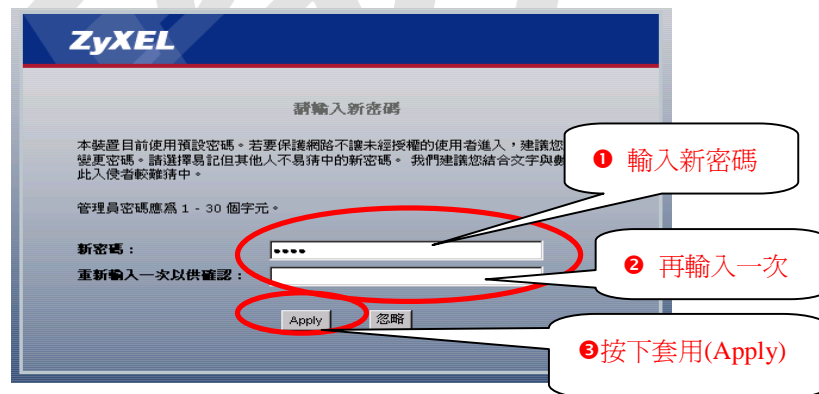 ZyXEL
請輸入新密碼
本裝置目前使用預設密碼。若要保護網路不讓未經授權的使用者進入，建議您
變更密碼。請選擇易記但其他人不易猜中的新密碼。 我們建議您結合文字與數
此入侵者較難猜中。
管理員密碼應為 1 - 30 個字元。
❶ 輸入新密碼
新密碼：
重新輸入一次以供確認：
❷ 再輸入一次
Apply 忽略
❸按下套用(Apply)